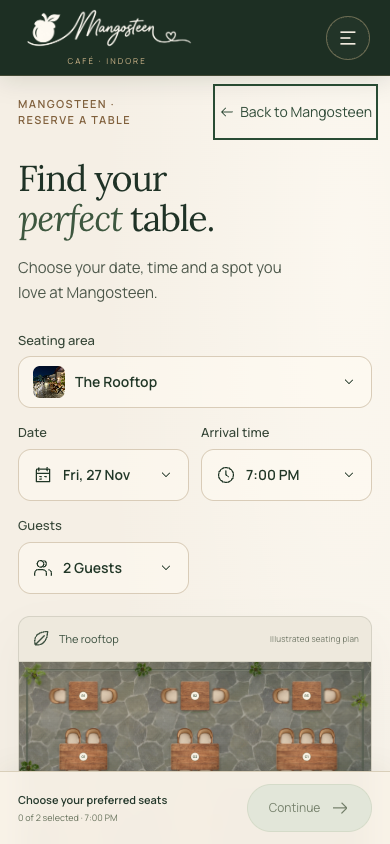 Mangosteen
CAFÉ · INDORE
MANGOSTEEN ·
RESERVE A TABLE
← Back to Mangosteen
Find your
perfect table.
Choose your date, time and a spot you
love at Mangosteen.
Seating area
The Rooftop
Date
Arrival time
Fri, 27 Nov
7:00 PM
Guests
2 Guests
The rooftop
Illustrated seating plan
Choose your preferred seats
0 of 2 selected · 7:00 PM
Continue →